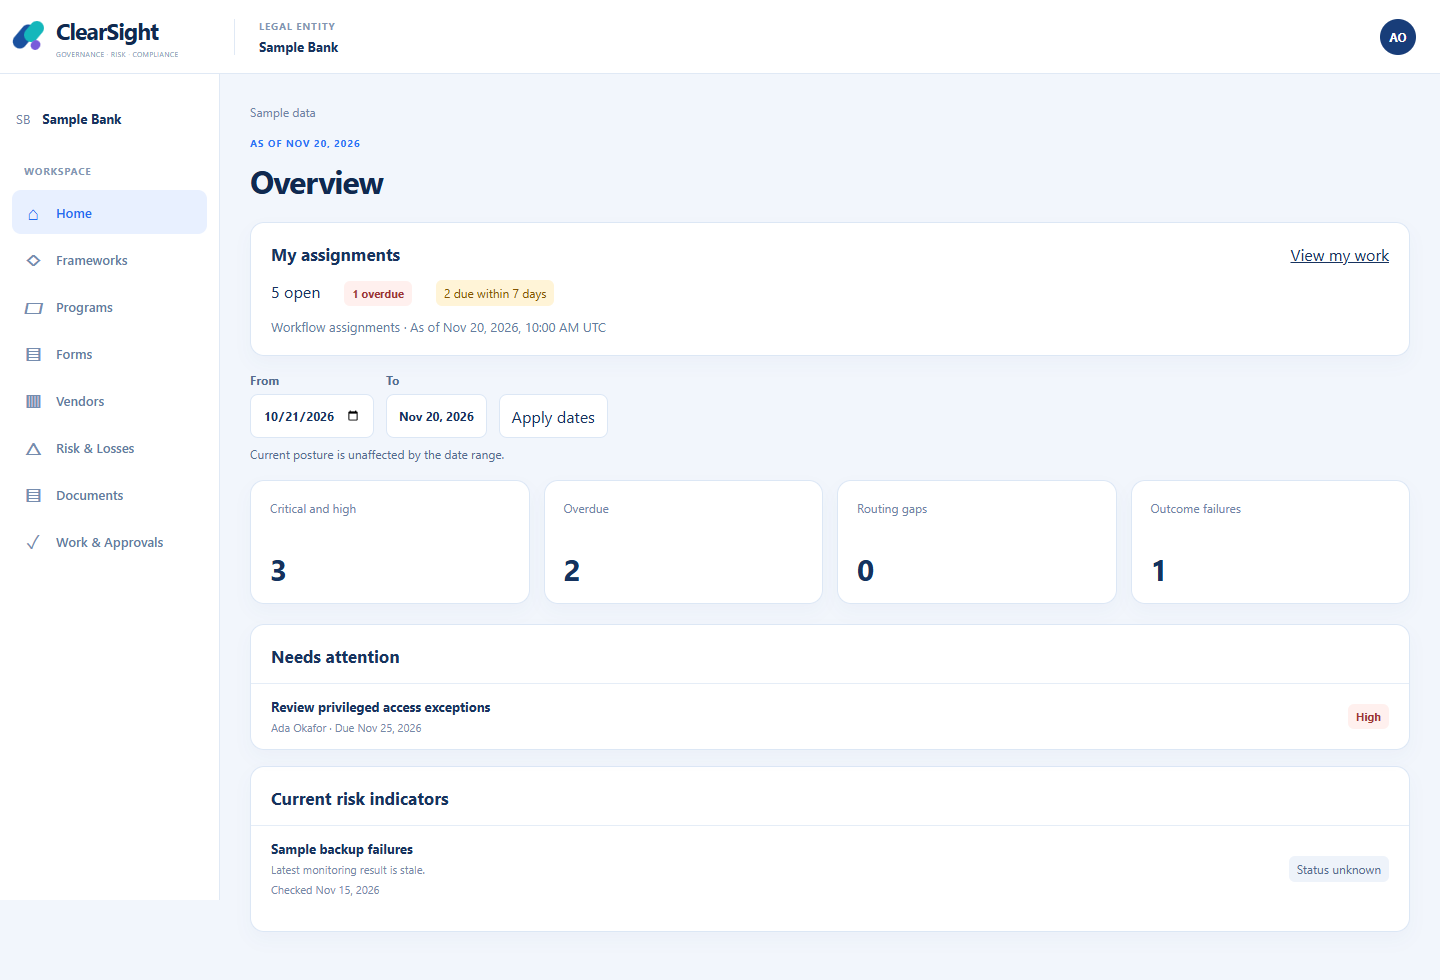 ClearSight
GOVERNANCE · RISK · COMPLIANCE
LEGAL ENTITY
Sample Bank
AO
SB Sample Bank
WORKSPACE
Home
Frameworks
Programs
Forms
Vendors
Risk & Losses
Documents
Work & Approvals
Sample data
AS OF NOV 20, 2026
Overview
My assignments
View my work
5 open 1 overdue 2 due within 7 days
Workflow assignments · As of Nov 20, 2026, 10:00 AM UTC
From To
10/21/2026 Nov 20, 2026 Apply dates
Current posture is unaffected by the date range.
Critical and high
3
Overdue
2
Routing gaps
0
Outcome failures
1
Needs attention
Review privileged access exceptions
Ada Okafor · Due Nov 25, 2026
High
Current risk indicators
Sample backup failures
Latest monitoring result is stale.
Checked Nov 15, 2026
Status unknown